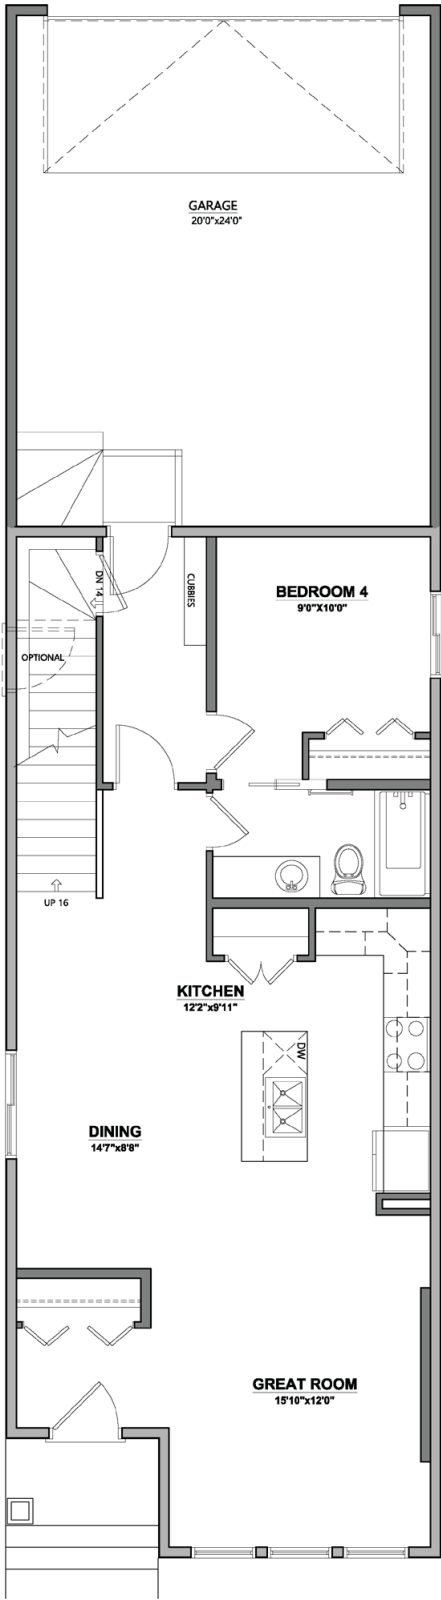 GARAGE
20'0"x24'0"
DN 14
CUBBIES
BEDROOM 4
9'0"X10'0"
OPTIONAL
UP 16
KITCHEN
12'2"x9'11"
DW
DINING
14'7"x8'8"
GREAT ROOM
15'10"x12'0"